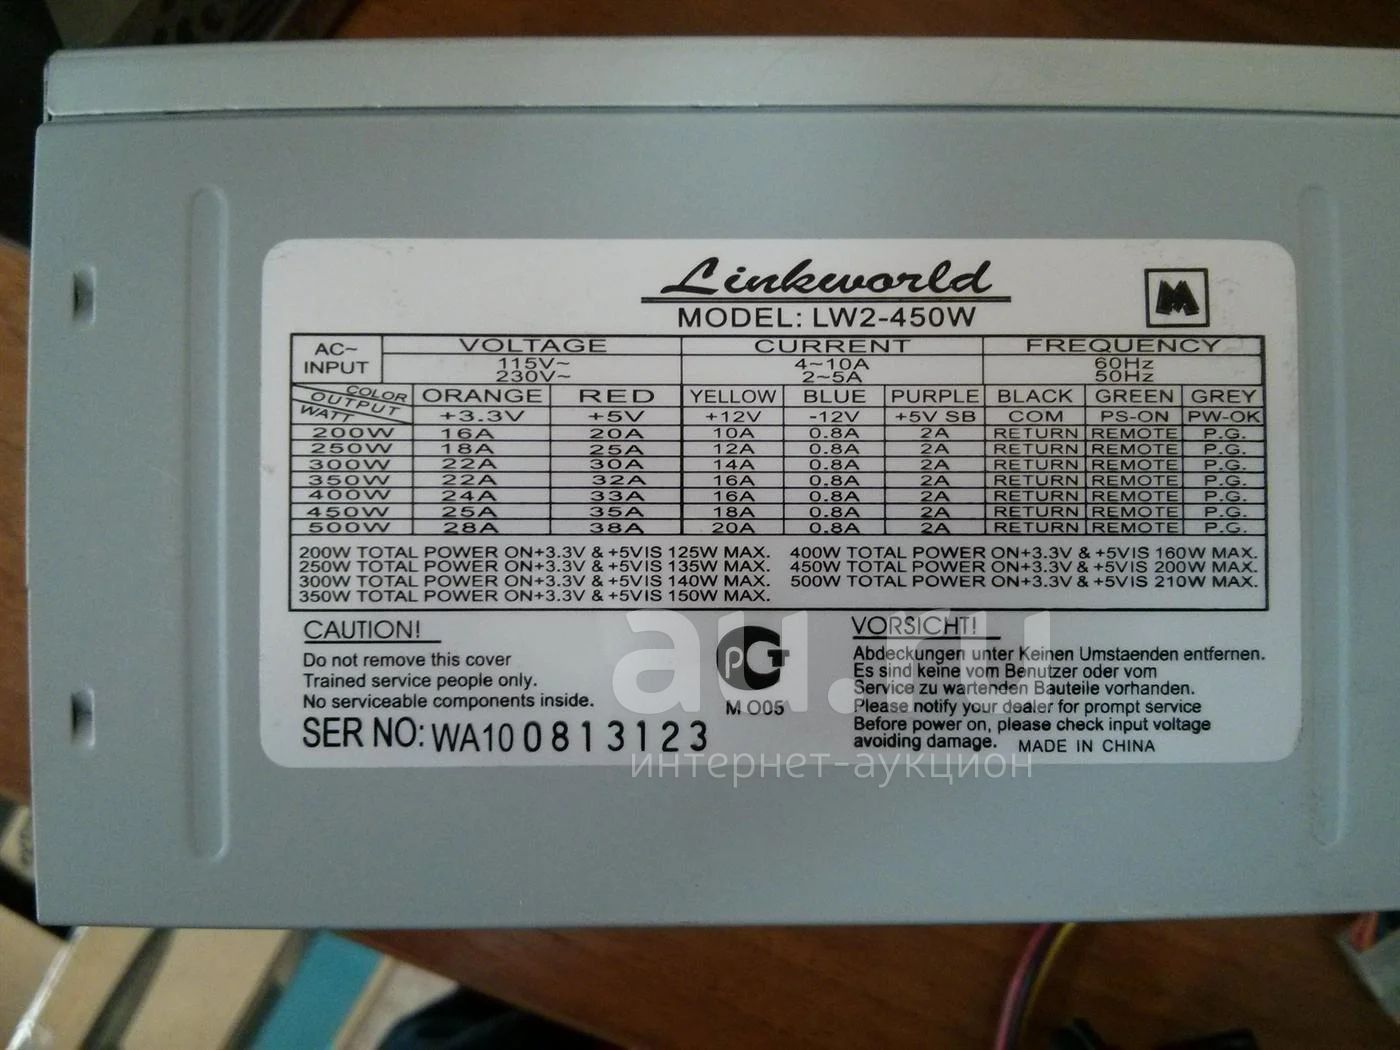 Linkworld
M
MODEL: LW2-450W
AC~ INPUT VOLTAGE CURRENT FREQUENCY
115V~ 4~10A 60Hz
230V~ 2~5A 50Hz
COLOR OUTPUT WATT ORANGE RED YELLOW BLUE PURPLE BLACK GREEN GREY
+3.3V +5V +12V -12V +5V SB COM PS-ON PW-OK
200W 16A 20A 10A 0.8A 2A RETURN REMOTE P.G.
250W 18A 25A 12A 0.8A 2A RETURN REMOTE P.G.
300W 22A 30A 14A 0.8A 2A RETURN REMOTE P.G.
350W 22A 32A 16A 0.8A 2A RETURN REMOTE P.G.
400W 24A 33A 16A 0.8A 2A RETURN REMOTE P.G.
450W 25A 35A 18A 0.8A 2A RETURN REMOTE P.G.
500W 28A 38A 20A 0.8A 2A RETURN REMOTE P.G.
200W TOTAL POWER ON+3.3V & +5VIS 125W MAX. 400W TOTAL POWER ON+3.3V & +5VIS 160W MAX.
250W TOTAL POWER ON+3.3V & +5VIS 135W MAX. 450W TOTAL POWER ON+3.3V & +5VIS 200W MAX.
300W TOTAL POWER ON+3.3V & +5VIS 140W MAX. 500W TOTAL POWER ON+3.3V & +5VIS 210W MAX.
350W TOTAL POWER ON+3.3V & +5VIS 150W MAX.
CAUTION!
Do not remove this cover
Trained service people only.
No serviceable components inside.
SER NO: WA100813123
PCT
M O05
VORSICHT!
Abdeckungen unter Keinen Umstaenden entfernen.
Es sind keine vom Benutzer oder vom
Service zu wartenden Bauteile vorhanden.
Please notify your dealer for prompt service
Before power on, please check input voltage
avoiding damage. MADE IN CHINA
au.ru
интернет-аукцион